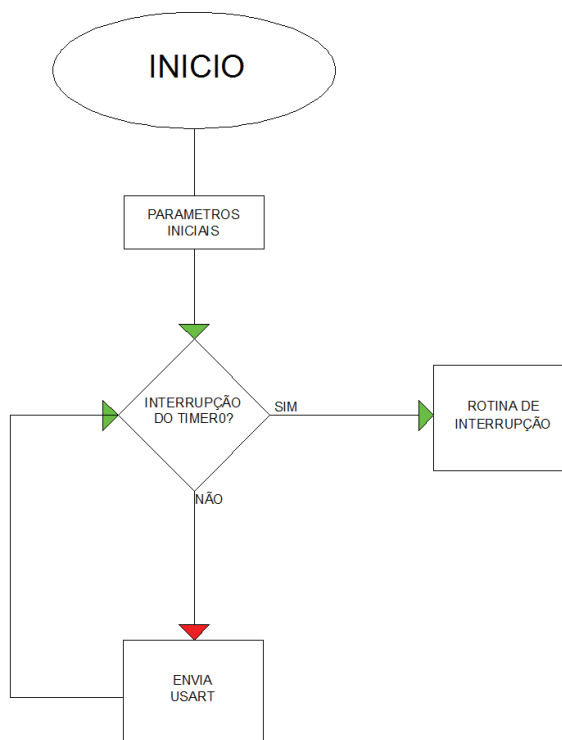 INICIO
PARAMETROS
INICIAIS
INTERRUPÇÃO
DO TIMER0?
SIM
ROTINA DE
INTERRUPÇÃO
NÃO
ENVIA
USART